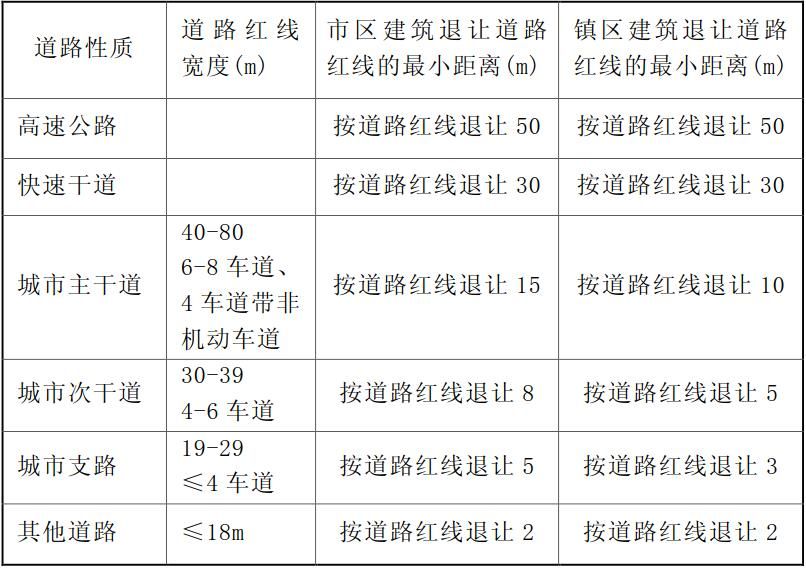 道路性质
道路红线
宽度(m)
市区建筑退让道路
红线的最小距离(m)
镇区建筑退让道路
红线的最小距离(m)
高速公路
按道路红线退让 50
按道路红线退让 50
快速干道
按道路红线退让 30
按道路红线退让 30
城市主干道
40-80
6-8 车道、
4 车道带非
机动车道
按道路红线退让 15
按道路红线退让 10
城市次干道
30-39
4-6 车道
按道路红线退让 8
按道路红线退让 5
城市支路
19-29
≤4 车道
按道路红线退让 5
按道路红线退让 3
其他道路
≤18m
按道路红线退让 2
按道路红线退让 2